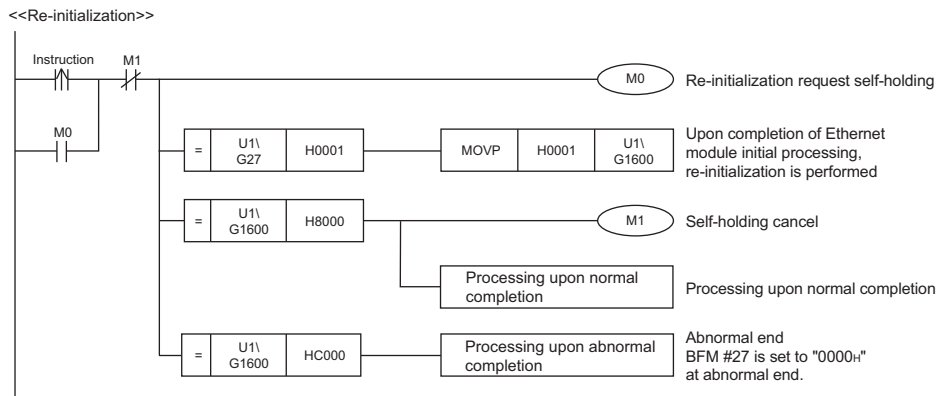 <<Re-initialization>>
Instruction
M1
M0
Re-initialization request self-holding
M0
=
U1\
G27
H0001
MOVP
H0001
U1\
G1600
Upon completion of Ethernet
module initial processing,
re-initialization is performed
=
U1\
G1600
H8000
M1
Self-holding cancel
Processing upon normal
completion
Processing upon normal completion
=
U1\
G1600
HC000
Processing upon abnormal
completion
Abnormal end
BFM #27 is set to "0000H"
at abnormal end.